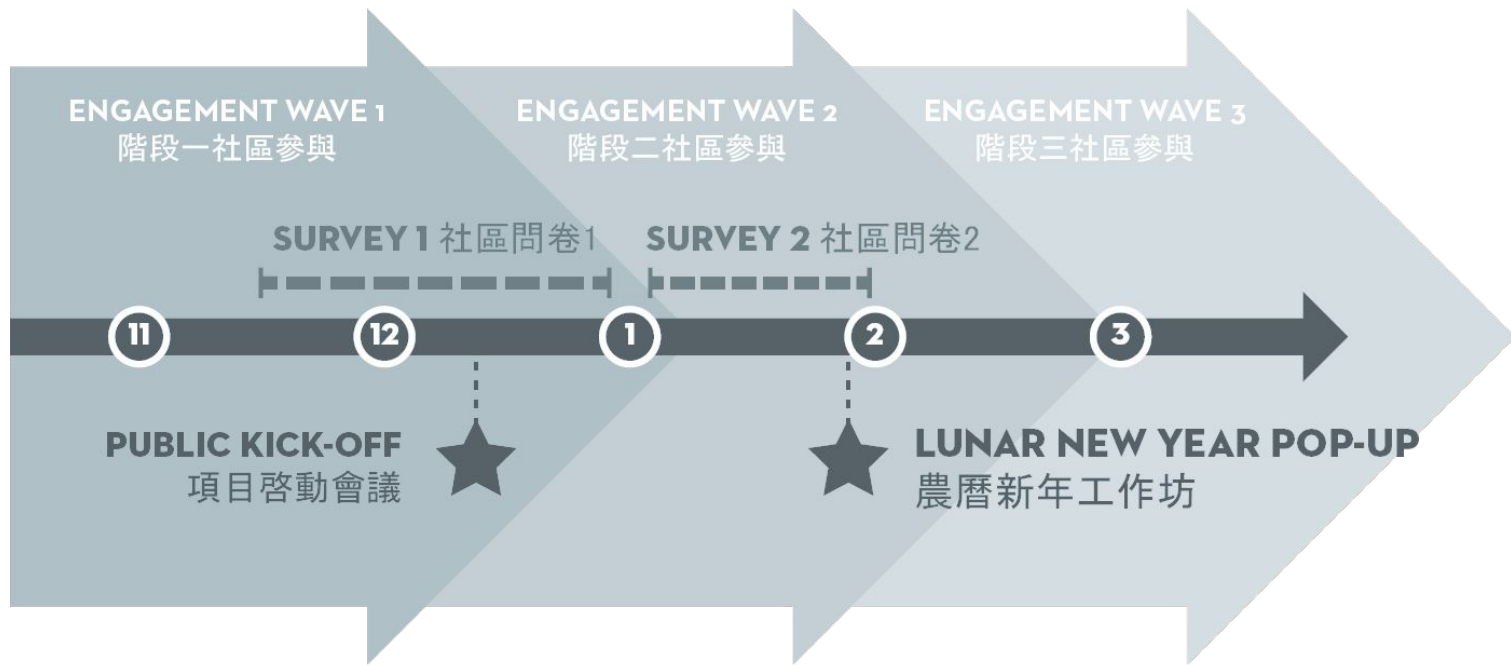 ENGAGEMENT WAVE 1
階段一社區參與
ENGAGEMENT WAVE 2
階段二社區參與
ENGAGEMENT WAVE 3
階段三社區參與
SURVEY 1 社區問卷1
SURVEY 2 社區問卷2
11
12
1
2
3
PUBLIC KICK-OFF
項目啓動會議
LUNAR NEW YEAR POP-UP
農曆新年工作坊